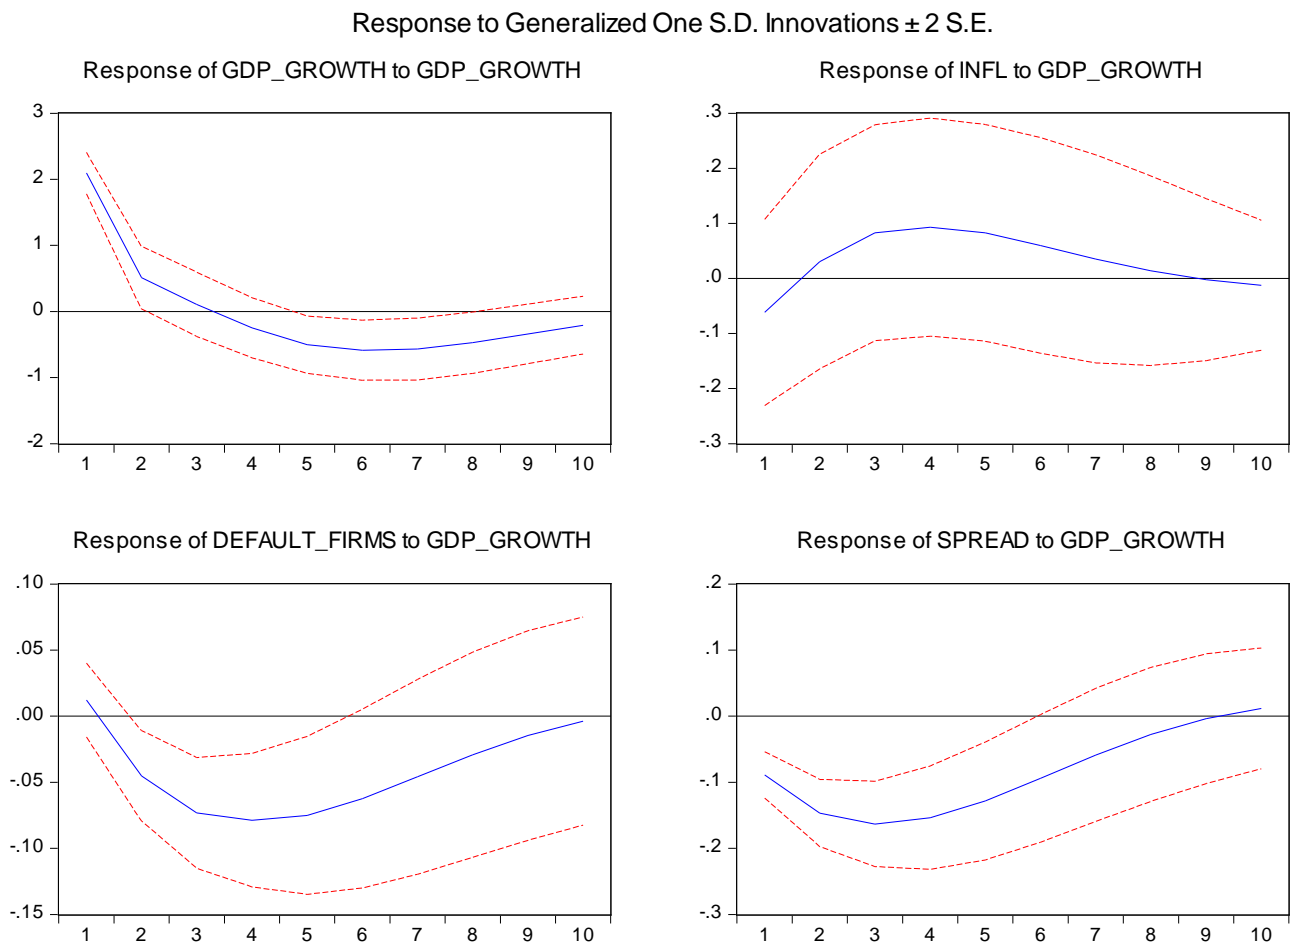 Response to Generalized One S.D. Innovations ± 2 S.E.
Response of GDP_GROWTH to GDP_GROWTH
3
2
1
0
-1
-2
1 2 3 4 5 6 7 8 9 10
Response of INFL to GDP_GROWTH
.3
.2
.1
.0
-.1
-.2
-.3
1 2 3 4 5 6 7 8 9 10
Response of DEFAULT_FIRMS to GDP_GROWTH
.10
.05
.00
-.05
-.10
-.15
1 2 3 4 5 6 7 8 9 10
Response of SPREAD to GDP_GROWTH
.2
.1
.0
-.1
-.2
-.3
1 2 3 4 5 6 7 8 9 10